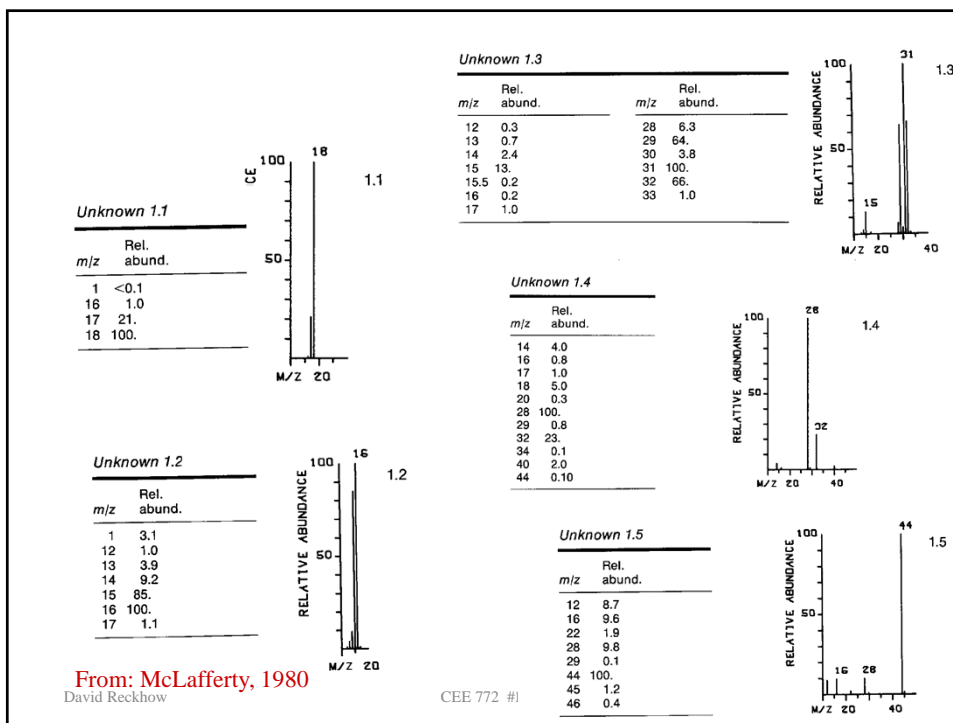 Unknown 1.1
Rel.
m/z abund.
1 <0.1
16 1.0
17 21.
18 100.
CE
100
50
18
1.1
M/Z 20
Unknown 1.2
Rel.
m/z abund.
1 3.1
12 1.0
13 3.9
14 9.2
15 85.
16 100.
17 1.1
RELATIVE ABUNDANCE
100
50
16
1.2
M/Z 20
Unknown 1.3
Rel. Rel.
m/z abund. m/z abund.
12 0.3 28 6.3
13 0.7 29 64.
14 2.4 30 3.8
15 13. 31 100.
15.5 0.2 32 66.
16 0.2 33 1.0
17 1.0
RELATIVE ABUNDANCE
100
50
15
31
1.3
M/Z 20 40
Unknown 1.4
Rel.
m/z abund.
14 4.0
16 0.8
17 1.0
18 5.0
20 0.3
28 100.
29 0.8
32 23.
34 0.1
40 2.0
44 0.10
RELATIVE ABUNDANCE
100
50
28
32
1.4
M/Z 20 40
Unknown 1.5
Rel.
m/z abund.
12 8.7
16 9.6
22 1.9
28 9.8
29 0.1
44 100.
45 1.2
46 0.4
RELATIVE ABUNDANCE
100
50
16
28
44
1.5
M/Z 20 40
From: McLafferty, 1980
David Reckhow
CEE 772